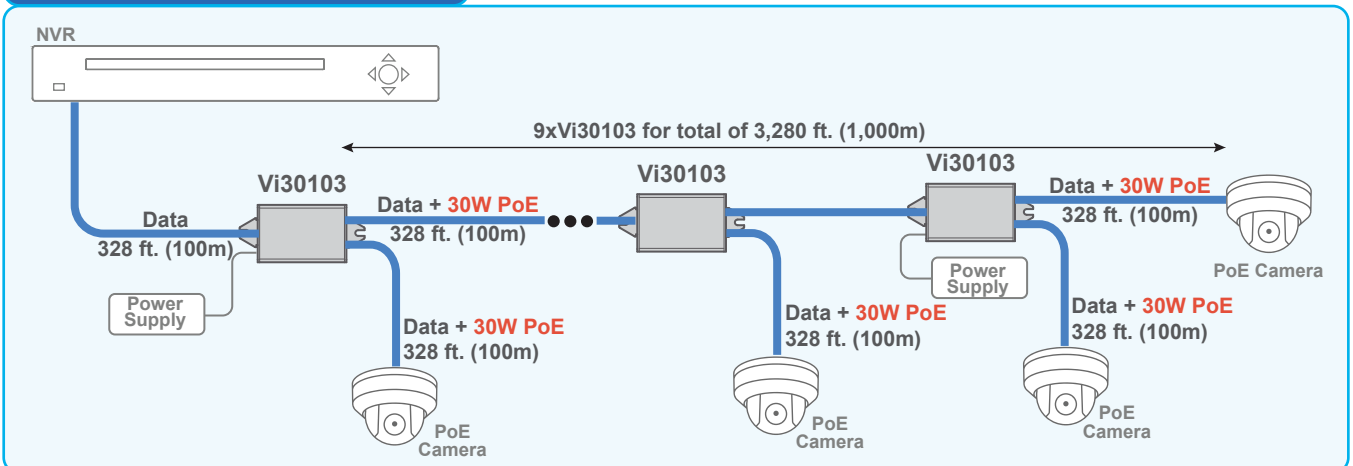 NVR
9xVi30103 for total of 3,280 ft. (1,000m)
Vi30103
Vi30103
Vi30103
Data
328 ft. (100m)
Data + 30W PoE
328 ft. (100m)
Data + 30W PoE
328 ft. (100m)
Power
Supply
Power
Supply
PoE Camera
Data + 30W PoE
328 ft. (100m)
Data + 30W PoE
328 ft. (100m)
Data + 30W PoE
328 ft. (100m)
PoE
Camera
PoE
Camera
PoE
Camera